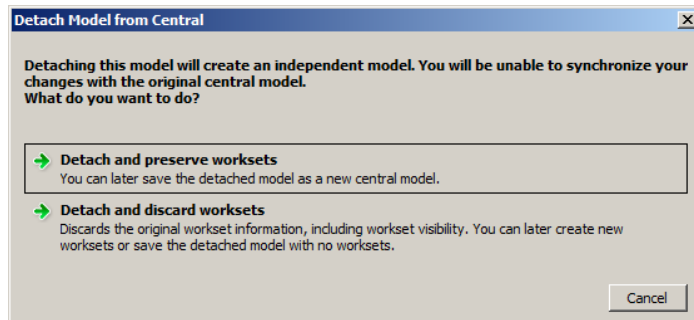 Detach Model from Central
Detaching this model will create an independent model. You will be unable to synchronize your
changes with the original central model.
What do you want to do?
Detach and preserve worksets
You can later save the detached model as a new central model.
Detach and discard worksets
Discards the original workset information, including workset visibility. You can later create new
worksets or save the detached model with no worksets.
Cancel